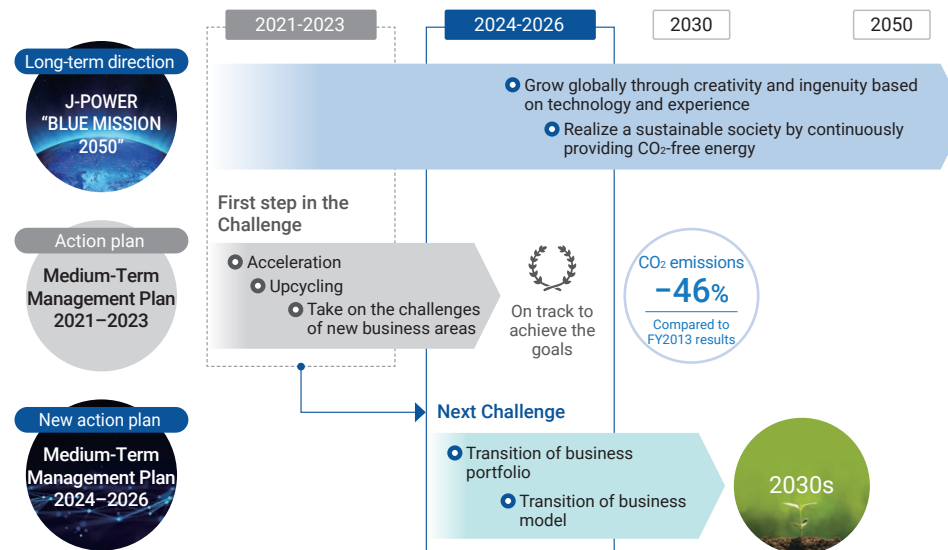 2021-2023
2024-2026
2030
2050
Long-term direction
J-POWER
“BLUE MISSION
2050”
Grow globally through creativity and ingenuity based
on technology and experience
Realize a sustainable society by continuously
providing CO₂-free energy
First step in the
Challenge
Action plan
Medium-Term
Management Plan
2021–2023
Acceleration
Upcycling
Take on the challenges
of new business areas
On track to
achieve the
goals
CO₂ emissions
−46%
Compared to
FY2013 results
New action plan
Medium-Term
Management Plan
2024–2026
Next Challenge
Transition of business
portfolio
Transition of business
model
2030s